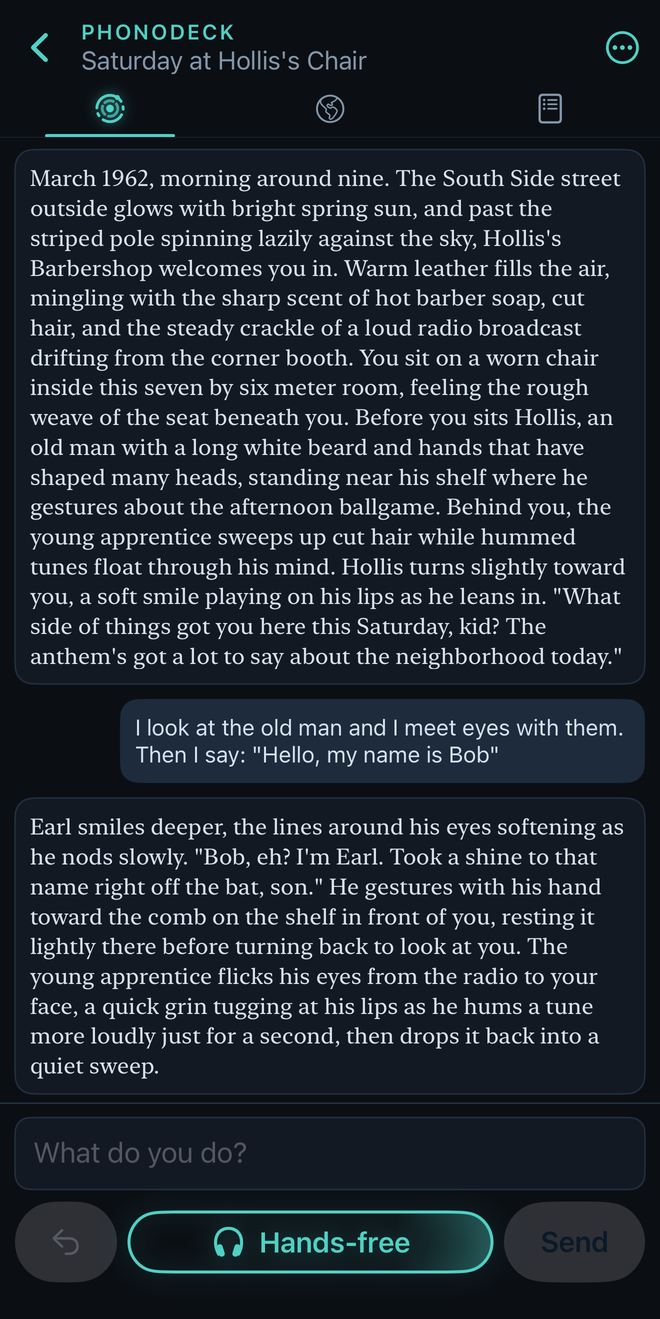 PHONODECK
Saturday at Hollis's Chair
March 1962, morning around nine. The South Side street
outside glows with bright spring sun, and past the
striped pole spinning lazily against the sky, Hollis's
Barbershop welcomes you in. Warm leather fills the air,
mingling with the sharp scent of hot barber soap, cut
hair, and the steady crackle of a loud radio broadcast
drifting from the corner booth. You sit on a worn chair
inside this seven by six meter room, feeling the rough
weave of the seat beneath you. Before you sits Hollis, an
old man with a long white beard and hands that have
shaped many heads, standing near his shelf where he
gestures about the afternoon ballgame. Behind you, the
young apprentice sweeps up cut hair while hummed
tunes float through his mind. Hollis turns slightly toward
you, a soft smile playing on his lips as he leans in. "What
side of things got you here this Saturday, kid? The
anthem's got a lot to say about the neighborhood today."
I look at the old man and I meet eyes with them.
Then I say: "Hello, my name is Bob"
Earl smiles deeper, the lines around his eyes softening as
he nods slowly. "Bob, eh? I'm Earl. Took a shine to that
name right off the bat, son." He gestures with his hand
toward the comb on the shelf in front of you, resting it
lightly there before turning back to look at you. The
young apprentice flicks his eyes from the radio to your
face, a quick grin tugging at his lips as he hums a tune
more loudly just for a second, then drops it back into a
quiet sweep.
What do you do?
Hands-free
Send